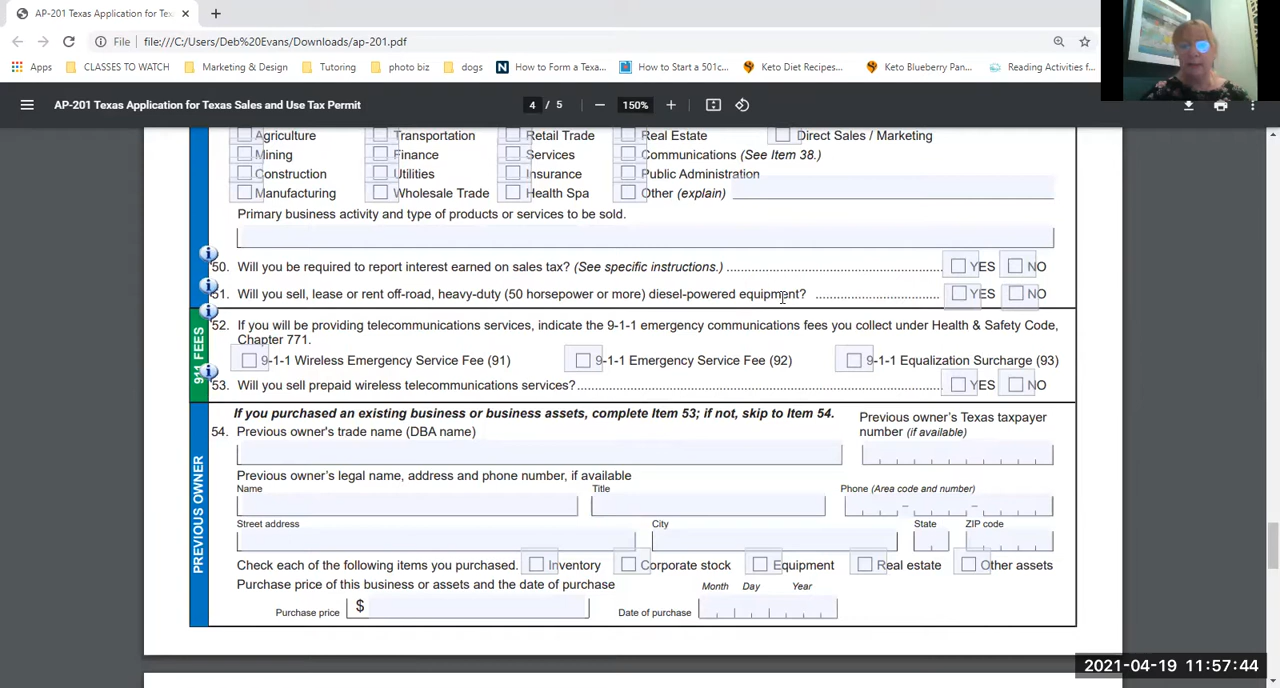 AP-201 Texas Application for Tex
File file:///C:/Users/Deb%20Evans/Downloads/ap-201.pdf
Apps CLASSES TO WATCH Marketing & Design Tutoring photo biz dogs How to Form a Texa... How to Start a 501c... Keto Diet Recipes... Keto Blueberry Pan... Reading Activities f
AP-201 Texas Application for Texas Sales and Use Tax Permit 4 / 5 150%
Agriculture Transportation Retail Trade Real Estate Direct Sales / Marketing
Mining Finance Services Communications (See Item 38.)
Construction Utilities Insurance Public Administration
Manufacturing Wholesale Trade Health Spa Other (explain)
Primary business activity and type of products or services to be sold.
50. Will you be required to report interest earned on sales tax? (See specific instructions.) YES NO
51. Will you sell, lease or rent off-road, heavy-duty (50 horsepower or more) diesel-powered equipment? YES NO
911 FEES
52. If you will be providing telecommunications services, indicate the 9-1-1 emergency communications fees you collect under Health & Safety Code,
Chapter 771.
9-1-1 Wireless Emergency Service Fee (91) 9-1-1 Emergency Service Fee (92) 9-1-1 Equalization Surcharge (93)
53. Will you sell prepaid wireless telecommunications services? YES NO
PREVIOUS OWNER
If you purchased an existing business or business assets, complete Item 53; if not, skip to Item 54.
Previous owner's Texas taxpayer
number (if available)
54. Previous owner's trade name (DBA name)
Previous owner's legal name, address and phone number, if available
Name Title Phone (Area code and number)
Street address City State ZIP code
Check each of the following items you purchased. Inventory Corporate stock Equipment Real estate Other assets
Purchase price of this business or assets and the date of purchase Month Day Year
Purchase price $ Date of purchase
2021-04-19 11:57:44